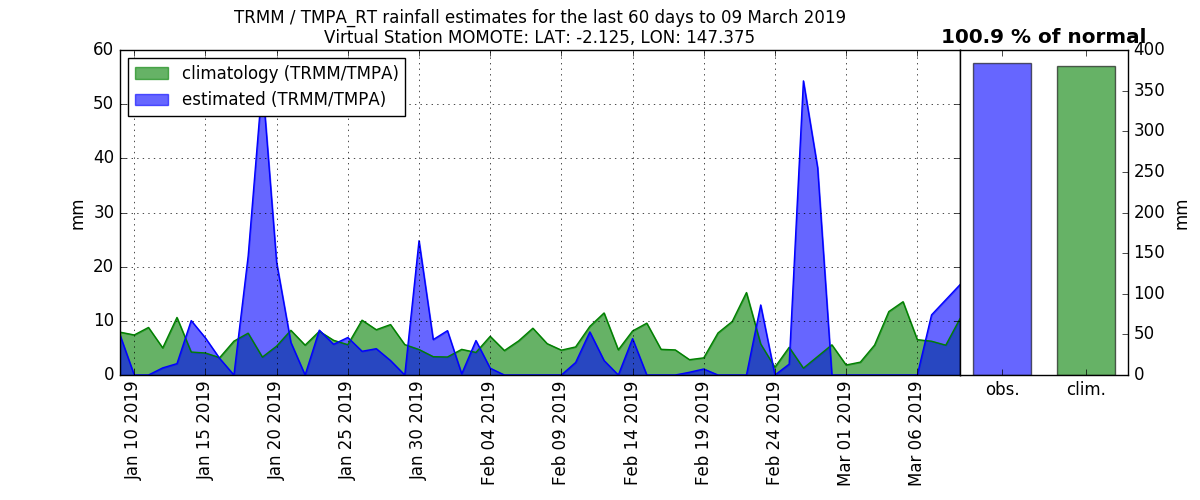 TRMM / TMPA_RT rainfall estimates for the last 60 days to 09 March 2019
Virtual Station MOMOTE: LAT: -2.125, LON: 147.375
100.9 % of normal
climatology (TRMM/TMPA)
estimated (TRMM/TMPA)
60
50
40
30
20
10
0
mm
Jan 10 2019
Jan 15 2019
Jan 20 2019
Jan 25 2019
Jan 30 2019
Feb 04 2019
Feb 09 2019
Feb 14 2019
Feb 19 2019
Feb 24 2019
Mar 01 2019
Mar 06 2019
obs.
clim.
400
350
300
250
200
150
100
50
0
mm